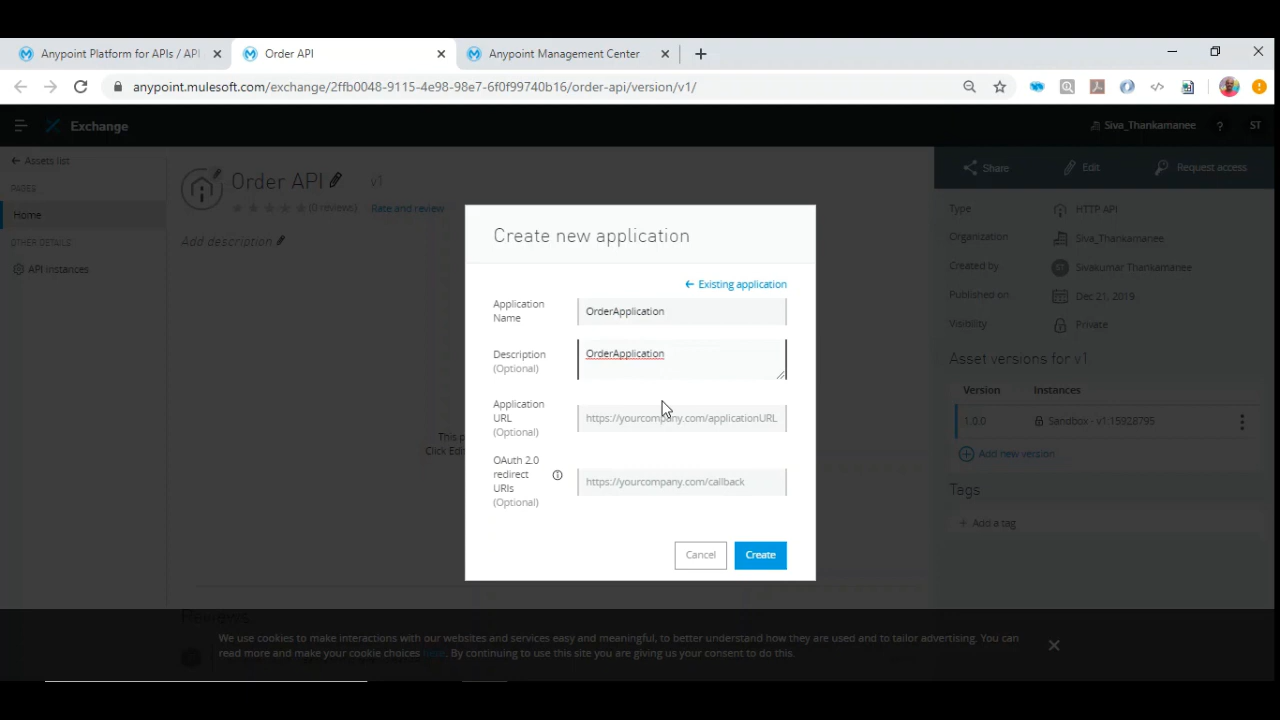 Anypoint Platform for APIs / API
Order API
Anypoint Management Center
anypoint.mulesoft.com/exchange/2ffb0048-9115-4e98-98e7-6f0f99740b16/order-api/version/v1/
Exchange
Siva_Thankamanee
?
ST
Assets list
PAGES
Home
OTHER DETAILS
API instances
Order API
v1
(0 reviews)
Rate and review
Add description
Share
Edit
Request access
Type
HTTP API
Organization
Siva_Thankamanee
Created by
Sivakumar Thankamanee
Published on
Dec 21, 2019
Visibility
Private
Asset versions for v1
Version
Instances
1.0.0
Sandbox - v1:15928795
Add new version
Tags
+ Add a tag
This p
Click Edi
Create new application
Existing application
Application
Name
OrderApplication
Description
(Optional)
OrderApplication
Application
URL
(Optional)
https://yourcompany.com/applicationURL
OAuth 2.0
redirect
URIs
(Optional)
https://yourcompany.com/callback
Cancel
Create
Reviews
We use cookies to make interactions with our websites and services easy and meaningful, to better understand how they are used and to tailor advertising. You can
read more and make your cookie choices here. By continuing to use this site you are giving us your consent to do this.